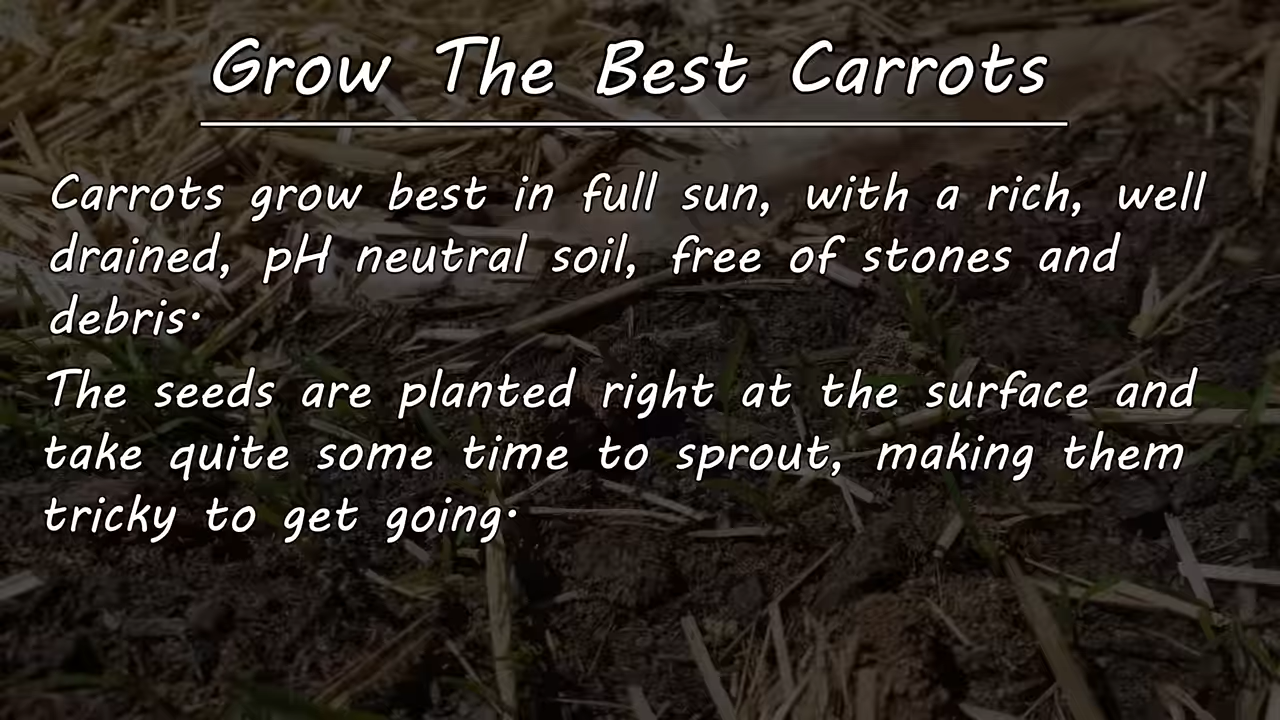 Grow The Best Carrots
Carrots grow best in full sun, with a rich, well
drained, pH neutral soil, free of stones and
debris.
The seeds are planted right at the surface and
take quite some time to sprout, making them
tricky to get going.